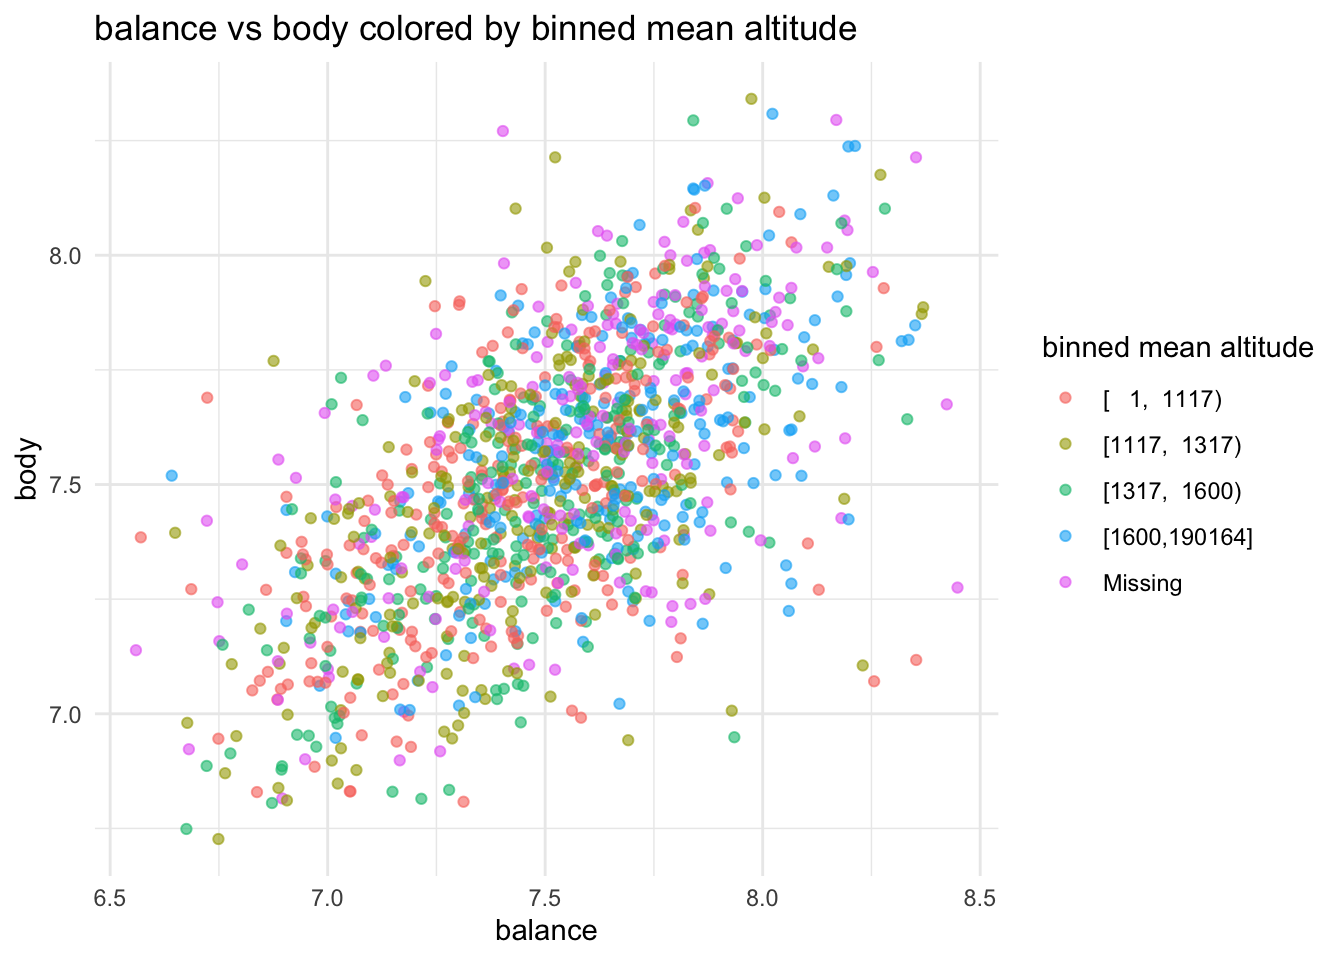 balance vs body colored by binned mean altitude
8.0
7.5
7.0
body
6.5 7.0 7.5 8.0 8.5
balance
binned mean altitude
[   1,  1117)
[1117,  1317)
[1317,  1600)
[1600,190164]
Missing